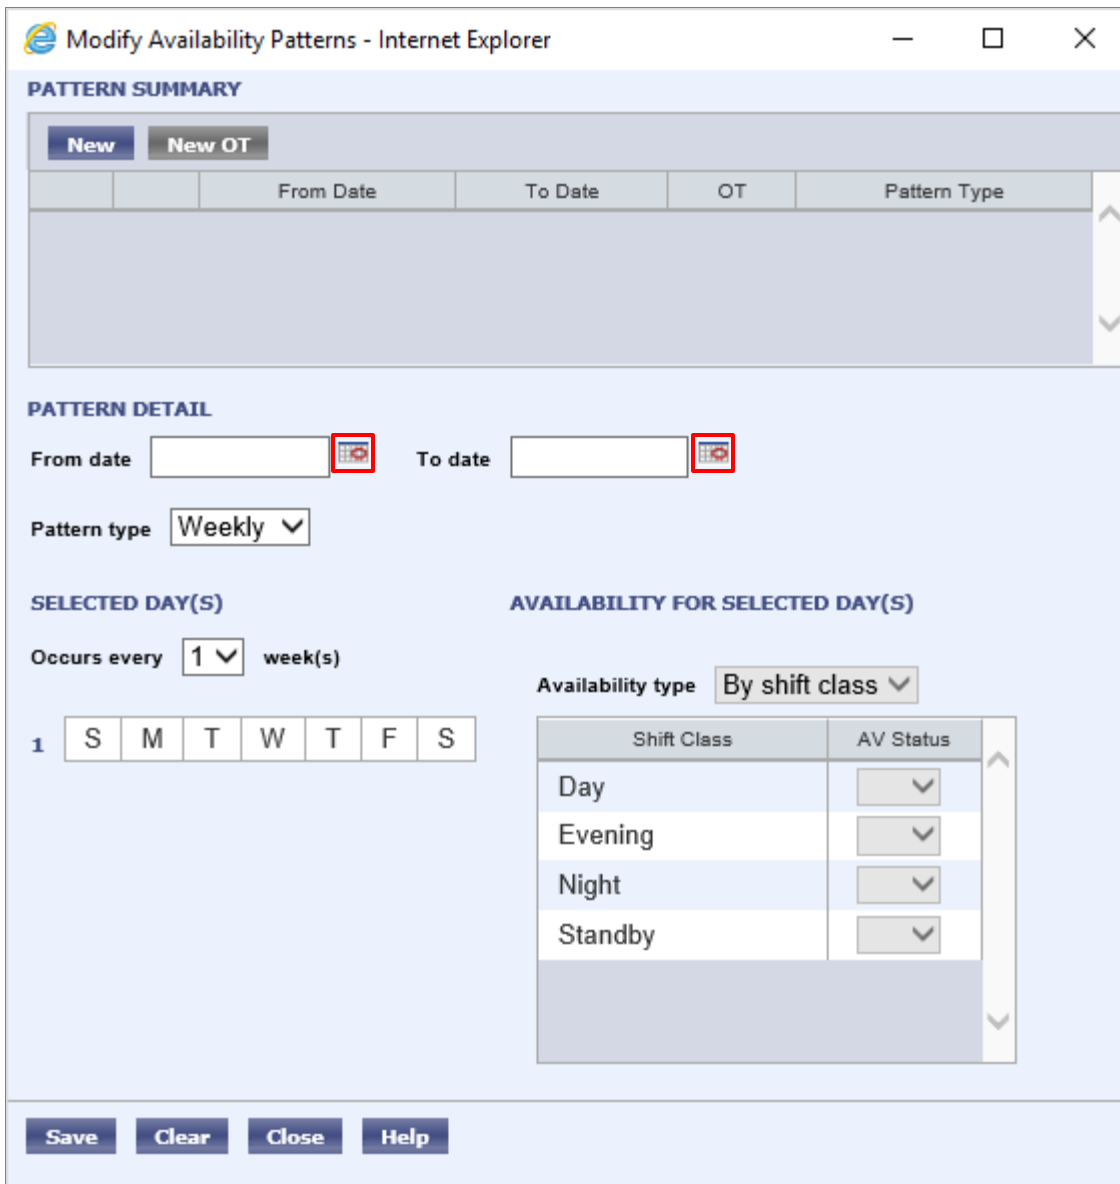 Modify Availability Patterns - Internet Explorer
PATTERN SUMMARY
New New OT
From Date To Date OT Pattern Type
PATTERN DETAIL
From date To date
Pattern type Weekly
SELECTED DAY(S) AVAILABILITY FOR SELECTED DAY(S)
Occurs every 1 week(s)
Availability type By shift class
1 S M T W T F S
Shift Class AV Status
Day
Evening
Night
Standby
Save Clear Close Help